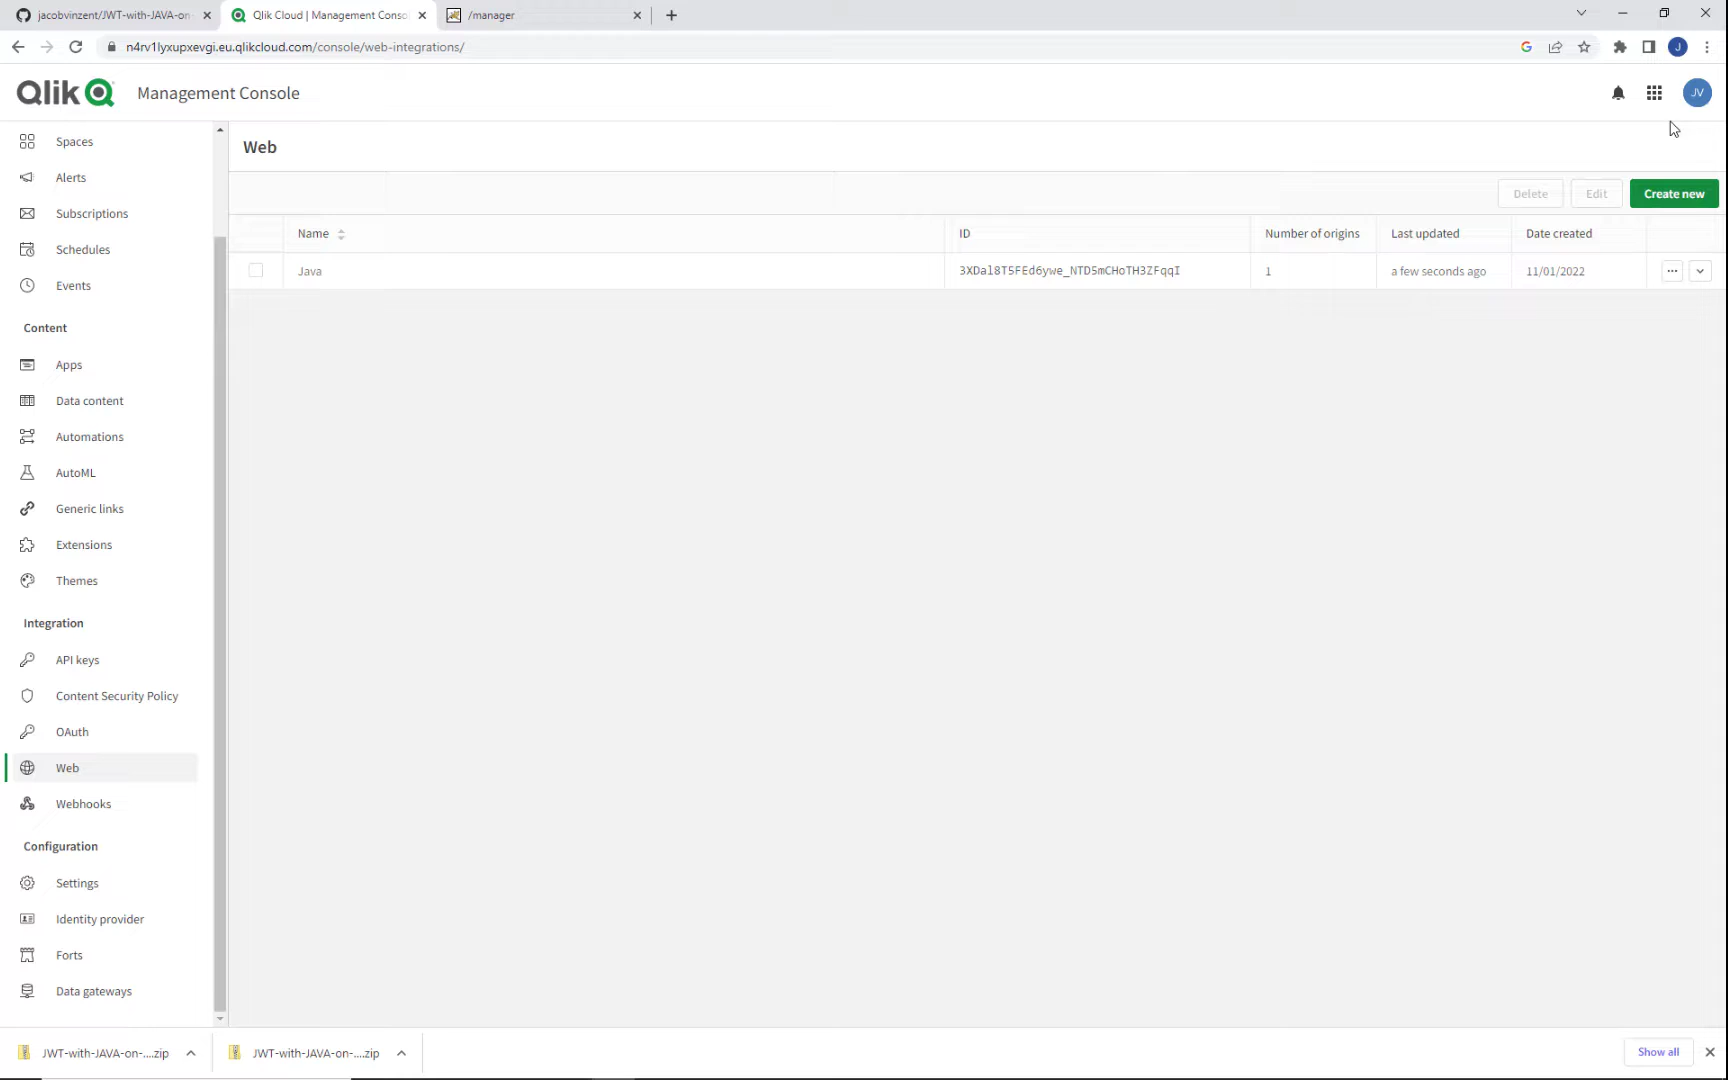 jacobvinzent/JWT-with-JAVA-on-
Qlik Cloud | Management Conso
/manager
n4rv1lyxupxevgi.eu.qlikcloud.com/console/web-integrations/
J
Qlik
Management Console
JV
Spaces
Alerts
Subscriptions
Schedules
Events
Content
Apps
Data content
Automations
AutoML
Generic links
Extensions
Themes
Integration
API keys
Content Security Policy
OAuth
Web
Webhooks
Configuration
Settings
Identity provider
Forts
Data gateways
Web
Delete
Edit
Create new
Name
ID
Number of origins
Last updated
Date created
Java
3XDal8T5FEd6ywe_NTD5mCHoTH3ZFqqI
1
a few seconds ago
11/01/2022
JWT-with-JAVA-on-....zip
JWT-with-JAVA-on-....zip
Show all